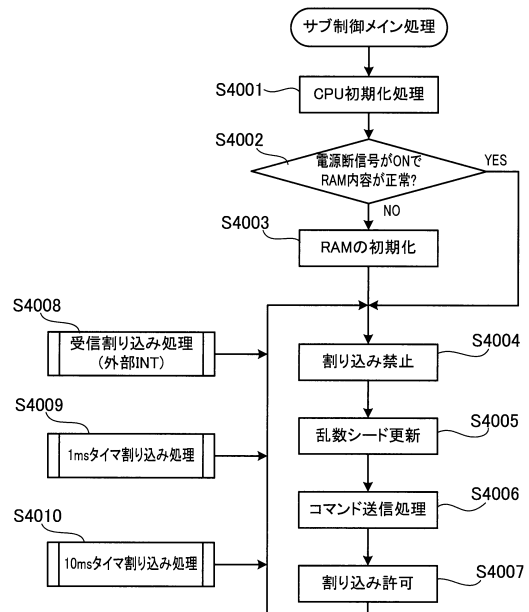 サブ制御メイン処理
S4001
CPU初期化処理
S4002
電源断信号がONで
RAM内容が正常?
YES
NO
S4003
RAMの初期化
S4008
受信割り込み処理
(外部INT)
S4004
割り込み禁止
S4009
1msタイマ割り込み処理
S4005
乱数シード更新
S4006
コマンド送信処理
S4010
10msタイマ割り込み処理
S4007
割り込み許可